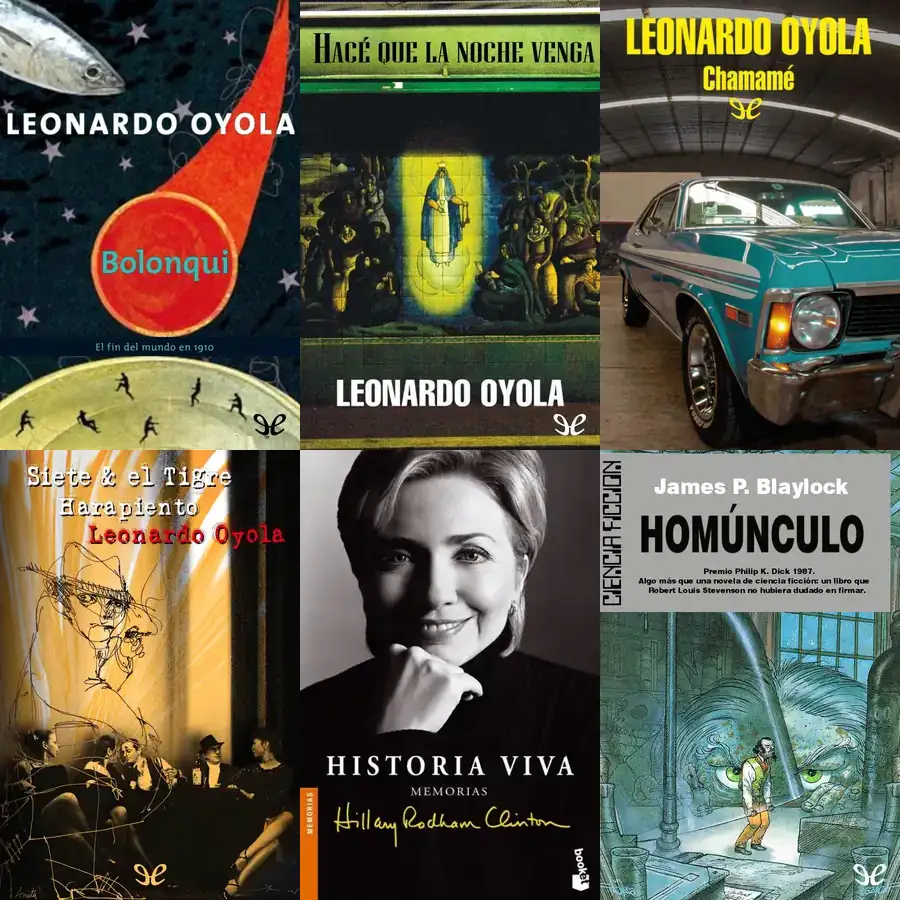 LEONARDO OYOLA
Bolonqui
El fin del mundo en 1910
HACÉ QUE LA NOCHE VENGA
LEONARDO OYOLA
LEONARDO OYOLA
Chamamé
Siete & el Tigre
Harapiento
Leonardo Oyola
HISTORIA VIVA
MEMORIAS
Hillary Rodham Clinton
MEMORIAS
booket
CIENCIA FICCION
James P. Blaylock
HOMÚNCULO
Premio Philip K. Dick 1987.
Algo más que una novela de ciencia ficción: un libro que
Robert Louis Stevenson no hubiera dudado en firmar.